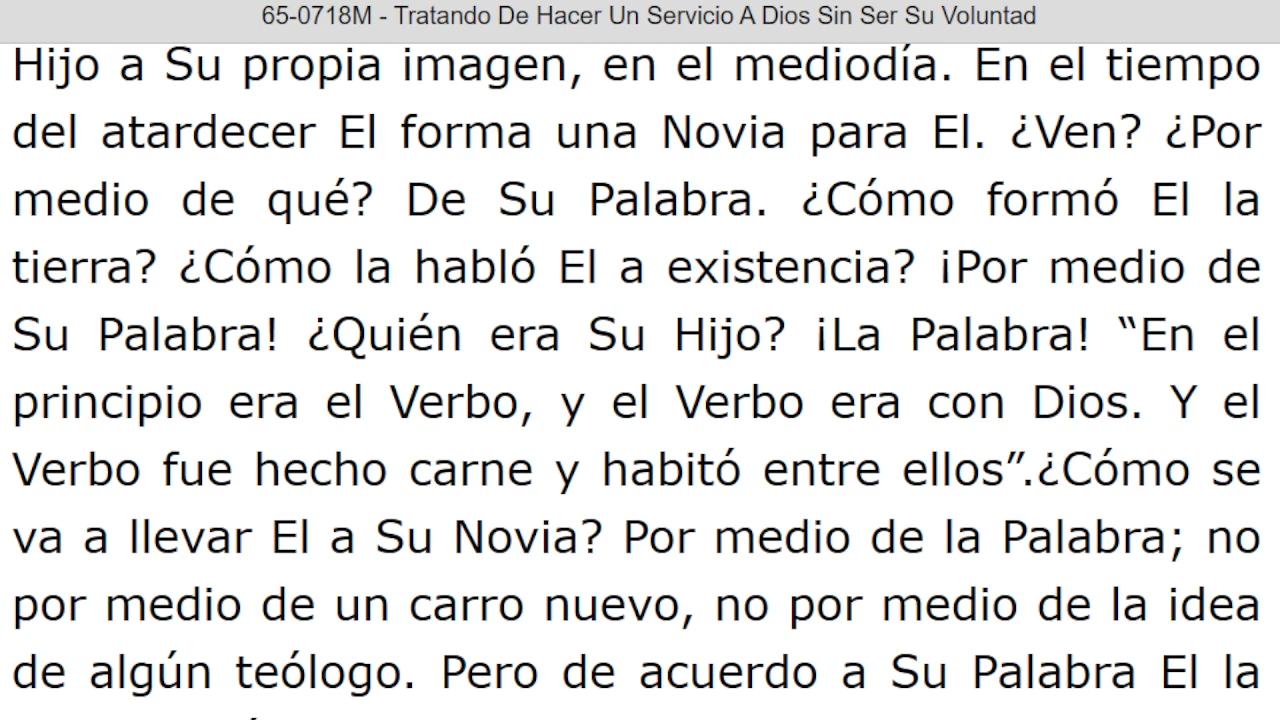 65-0718M - Tratando De Hacer Un Servicio A Dios Sin Ser Su Voluntad
Hijo a Su propia imagen, en el mediodía. En el tiempo
del atardecer El forma una Novia para El. ¿Ven? ¿Por
medio de qué? De Su Palabra. ¿Cómo formó El la
tierra? ¿Cómo la habló El a existencia? ¡Por medio de
Su Palabra! ¿Quién era Su Hijo? ¡La Palabra! “En el
principio era el Verbo, y el Verbo era con Dios. Y el
Verbo fue hecho carne y habitó entre ellos”.¿Cómo se
va a llevar El a Su Novia? Por medio de la Palabra; no
por medio de un carro nuevo, no por medio de la idea
de algún teólogo. Pero de acuerdo a Su Palabra El la